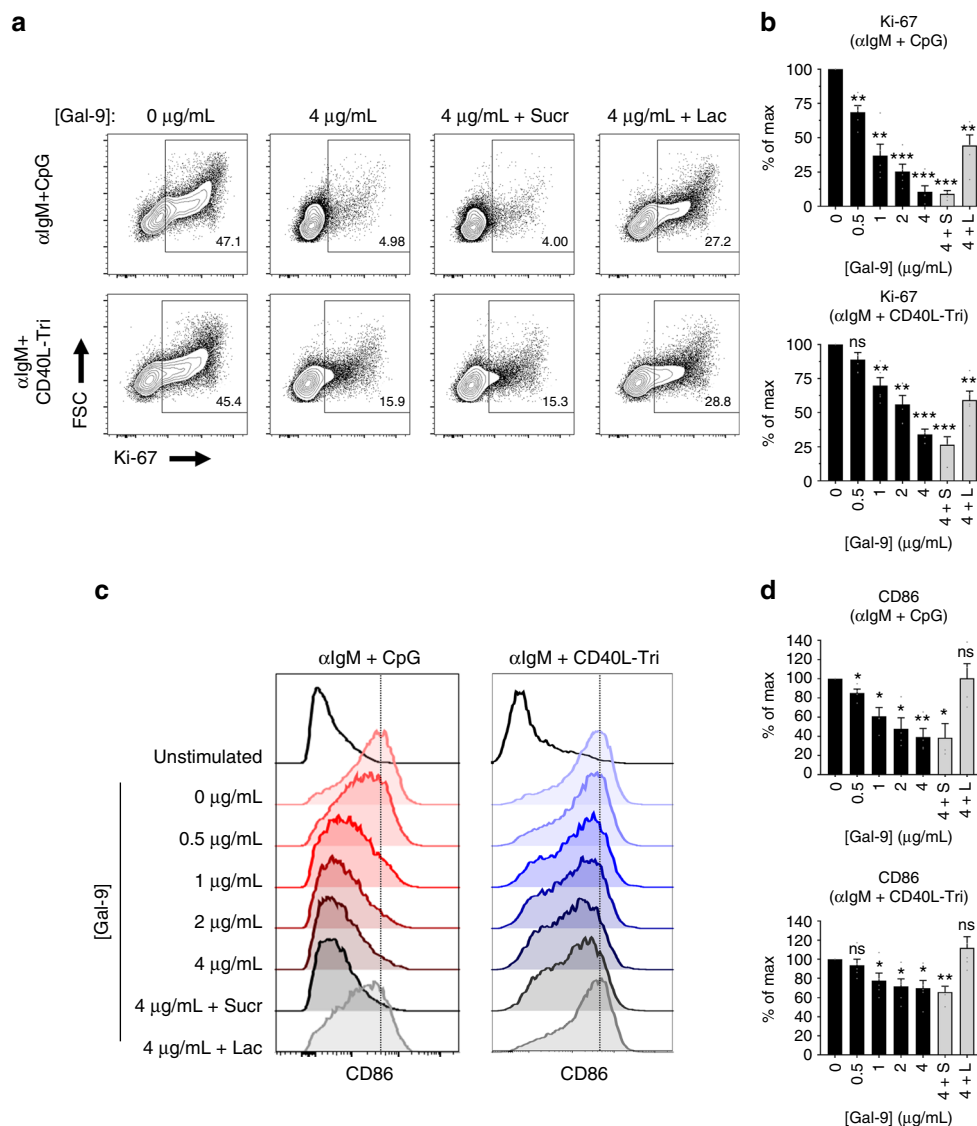 a
[Gal-9]: 0 μg/mL 4 μg/mL 4 μg/mL + Sucr 4 μg/mL + Lac
αIgM+CpG
47.1 4.98 4.00 27.2
αIgM+
CD40L-Tri
45.4 15.9 15.3 28.8
FSC
Ki-67
b
Ki-67
(αIgM + CpG)
% of max
100
75
50
25
0
** ** *** *** *** **
0 0.5 1 2 4 4 + S 4 + L
[Gal-9] (μg/mL)
Ki-67
(αIgM + CD40L-Tri)
% of max
100
75
50
25
0
ns ** ** *** *** **
0 0.5 1 2 4 4 + S 4 + L
[Gal-9] (μg/mL)
c
αIgM + CpG αIgM + CD40L-Tri
Unstimulated
0 μg/mL
0.5 μg/mL
1 μg/mL
2 μg/mL
4 μg/mL
4 μg/mL + Sucr
4 μg/mL + Lac
[Gal-9]
CD86 CD86
d
CD86
(αIgM + CpG)
% of max
140
120
100
80
60
40
20
0
* * * ** * ns
0 0.5 1 2 4 4 + S 4 + L
[Gal-9] (μg/mL)
CD86
(αIgM + CD40L-Tri)
% of max
140
120
100
80
60
40
20
0
ns * * * ** ns
0 0.5 1 2 4 4 + S 4 + L
[Gal-9] (μg/mL)